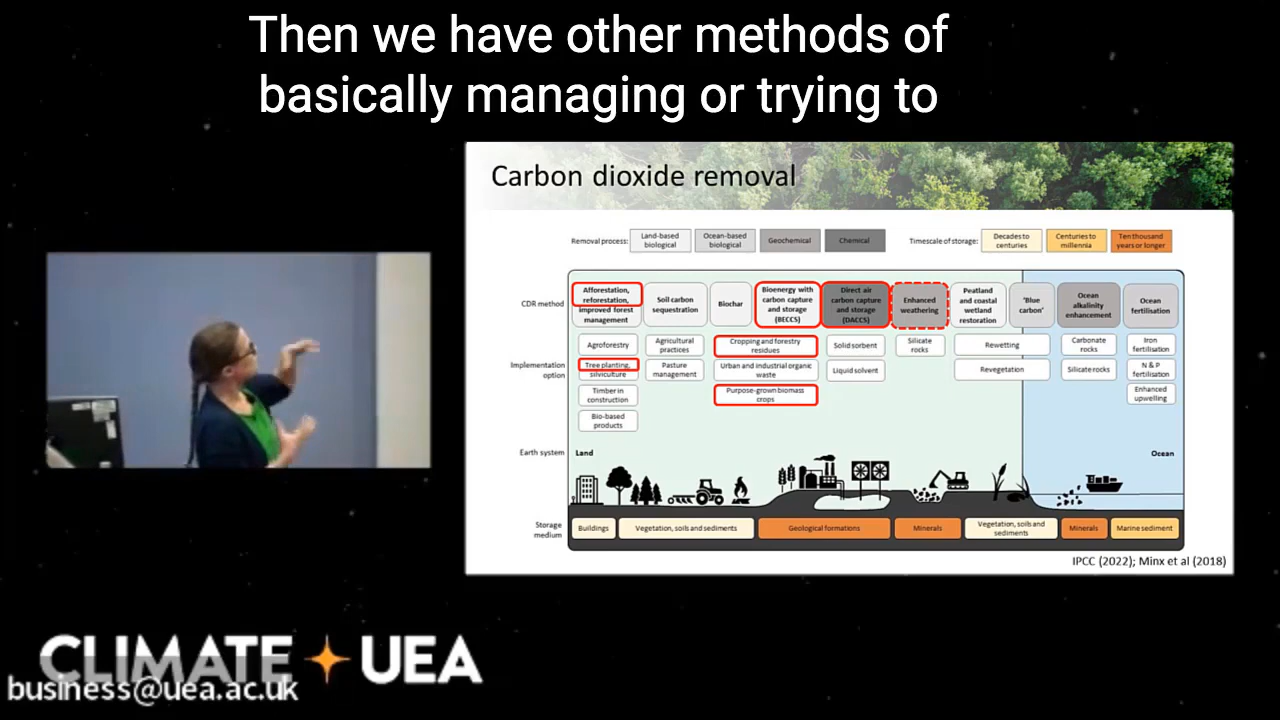 Then we have other methods of
basically managing or trying to
Carbon dioxide removal
Removal process:
Land-based
biological
Ocean-based
biological
Geochemical
Chemical
Timescale of storage:
Decades to
centuries
Centuries to
millennia
Ten thousand
years or longer
CDR method
Afforestation,
reforestation,
improved forest
management
Soil carbon
sequestration
Biochar
Bioenergy with
carbon capture
and storage
(BECCS)
Direct air
carbon capture
and storage
(DACCS)
Enhanced
weathering
Peatland
and coastal
wetland
restoration
'Blue
carbon'
Ocean
alkalinity
enhancement
Ocean
fertilisation
Implementation
option
Agroforestry
Tree planting,
silviculture
Timber in
construction
Bio-based
products
Agricultural
practices
Pasture
management
Cropping and forestry
residues
Urban and industrial organic
waste
Purpose-grown biomass
crops
Solid sorbent
Liquid solvent
Silicate
rocks
Rewetting
Revegetation
Carbonate
rocks
Silicate rocks
Iron
fertilisation
N & P
fertilisation
Enhanced
upwelling
Earth system
Land
Ocean
Storage
medium
Buildings
Vegetation, soils and sediments
Geological formations
Minerals
Vegetation, soils and
sediments
Minerals
Marine sediment
IPCC (2022); Minx et al (2018)
CLIMATE UEA
business@uea.ac.uk